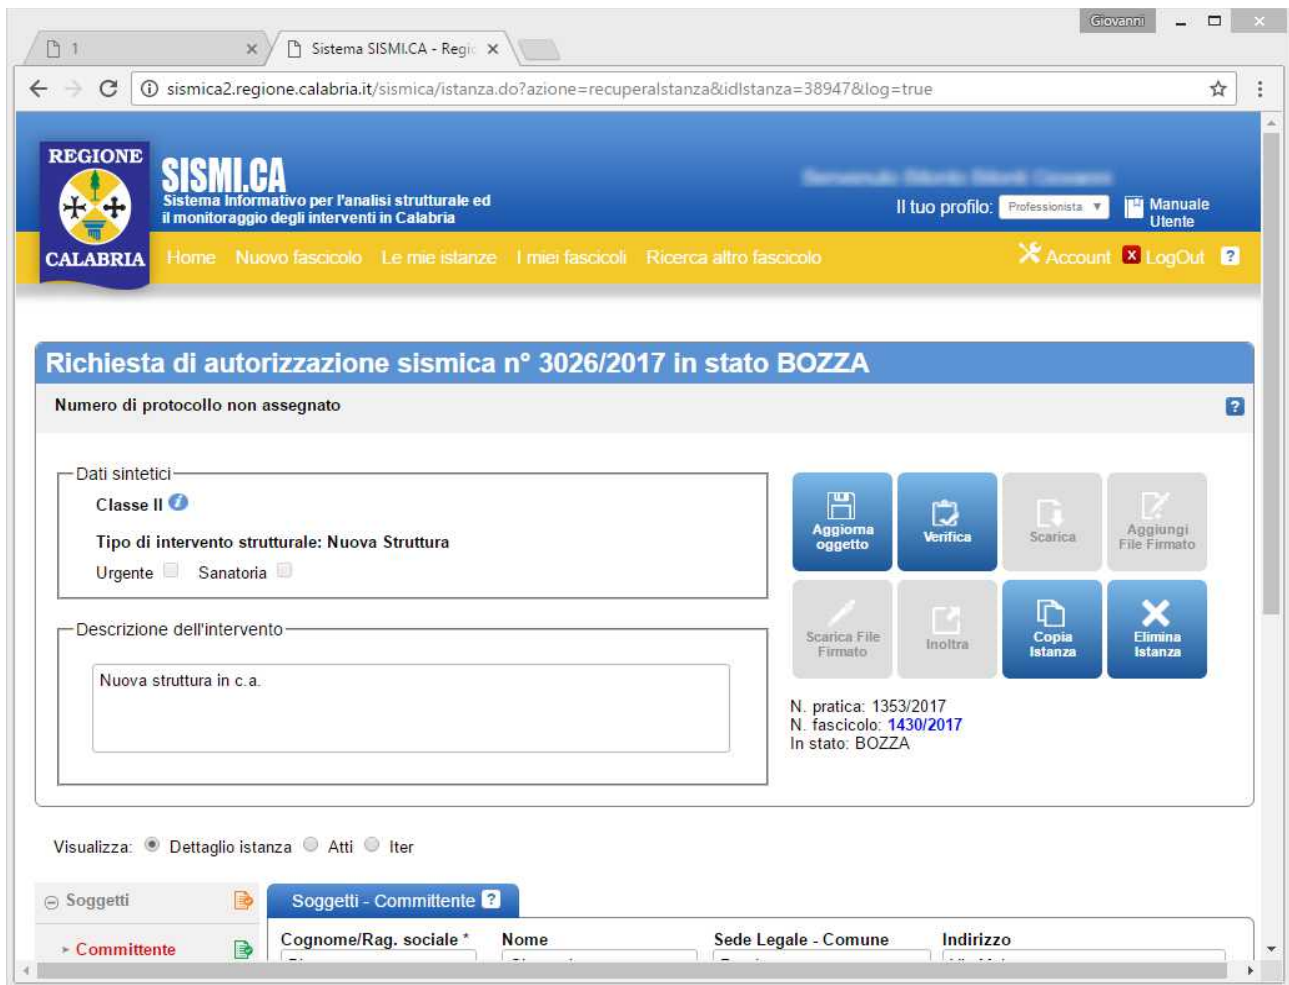 Giovanni
1
Sistema SISMI.CA - Regic
sismica2.regione.calabria.it/sismica/istanza.do?azione=recuperaIstanza&idIstanza=38947&log=true
REGIONE
CALABRIA
SISMI.CA
Sistema Informativo per l'analisi strutturale ed
il monitoraggio degli interventi in Calabria
Il tuo profilo: Professionista
Manuale
Utente
Home Nuovo fascicolo Le mie istanze I miei fascicoli Ricerca altro fascicolo
Account X LogOut ?
Richiesta di autorizzazione sismica n° 3026/2017 in stato BOZZA
Numero di protocollo non assegnato ?
Dati sintetici
Classe II i
Tipo di intervento strutturale: Nuova Struttura
Urgente Sanatoria
Aggiorna
oggetto
Verifica
Scarica
Aggiungi
File Firmato
Scarica File
Firmato
Inoltra
Copia
Istanza
Elimina
Istanza
Descrizione dell'intervento
Nuova struttura in c.a.
N. pratica: 1353/2017
N. fascicolo: 1430/2017
In stato: BOZZA
Visualizza: Dettaglio istanza Atti Iter
Soggetti
Committente
Soggetti - Committente ?
Cognome/Rag. sociale * Nome Sede Legale - Comune Indirizzo